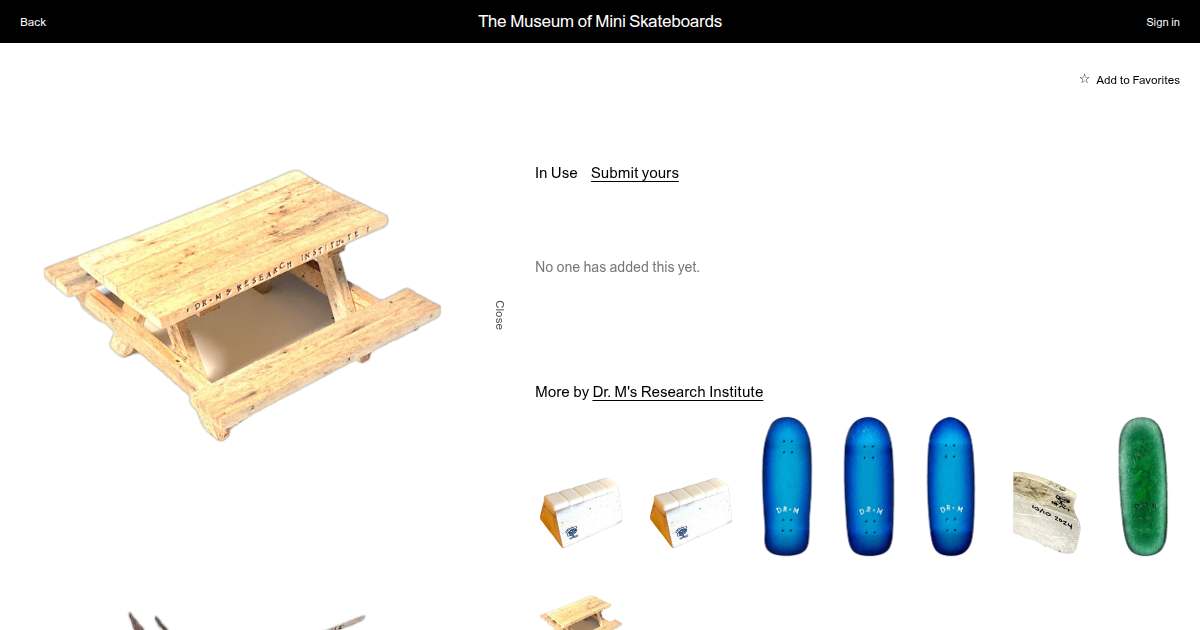 Back
The Museum of Mini Skateboards
Sign in
☆ Add to Favorites
In Use Submit yours
DR·M'S RESEARCH INSTITUTE
No one has added this yet.
Close
More by Dr. M's Research Institute
DR·M
DR·M
DR·M
10/10 2024